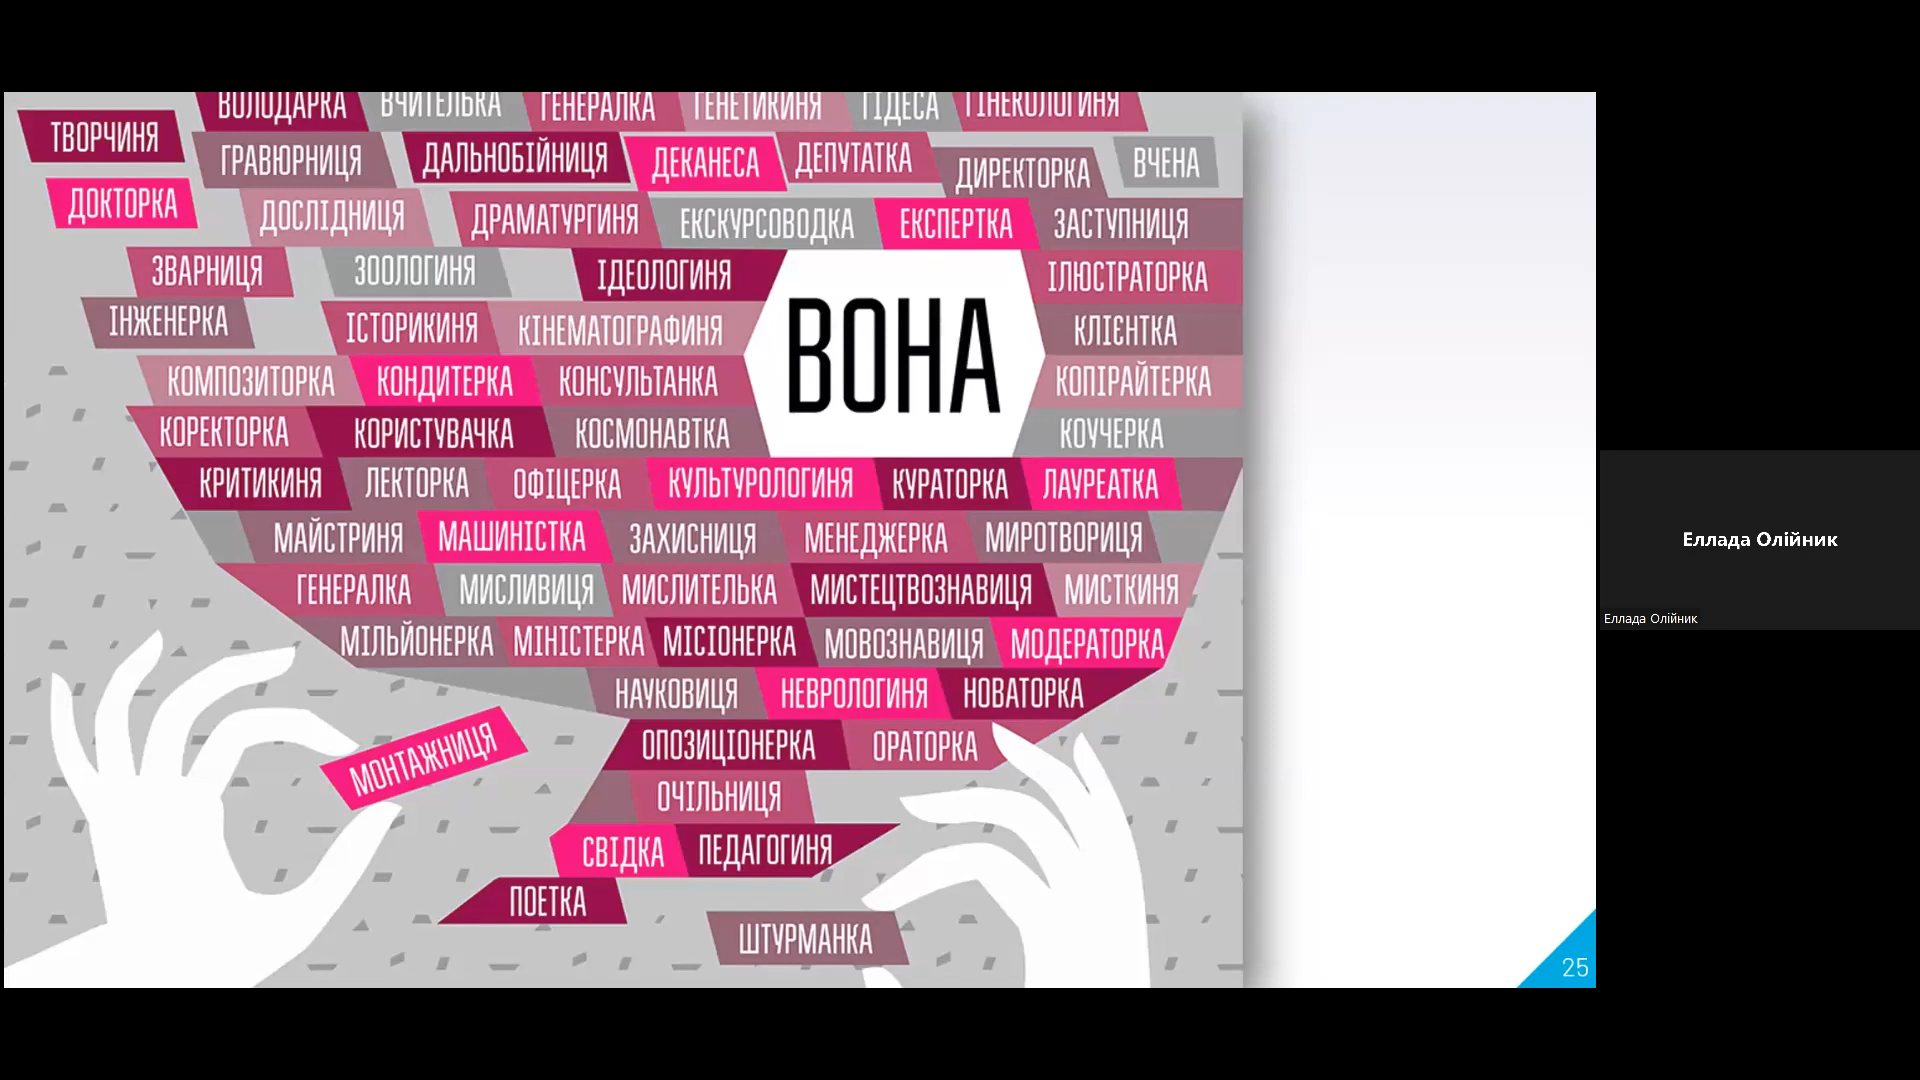 ВОЛОДАРКА ВЧИТЕЛЬКА ГЕНЕРАЛКА ГЕНЕТИКИНЯ ГІДЕСА ГІНЕКОЛОГИНЯ
ТВОРЧИНЯ ГРАВЮРНИЦЯ ДАЛЬНОБІЙНИЦЯ ДЕКАНЕСА ДЕПУТАТКА ДИРЕКТОРКА ВЧЕНА
ДОКТОРКА ДОСЛІДНИЦЯ ДРАМАТУРГИНЯ ЕКСКУРСОВОДКА ЕКСПЕРТКА ЗАСТУПНИЦЯ
ЗВАРНИЦЯ ЗООЛОГИНЯ ІДЕОЛОГИНЯ ІЛЮСТРАТОРКА
ІНЖЕНЕРКА ІСТОРИКИНЯ КІНЕМАТОГРАФИНЯ ВОНА КЛІЄНТКА
КОМПОЗИТОРКА КОНДИТЕРКА КОНСУЛЬТАНКА КОПІРАЙТЕРКА
КОРЕКТОРКА КОРИСТУВАЧКА КОСМОНАВТКА КОУЧЕРКА
КРИТИКИНЯ ЛЕКТОРКА ОФІЦЕРКА КУЛЬТУРОЛОГИНЯ КУРАТОРКА ЛАУРЕАТКА
МАЙСТРИНЯ МАШИНІСТКА ЗАХИСНИЦЯ МЕНЕДЖЕРКА МИРОТВОРИЦЯ
ГЕНЕРАЛКА МИСЛИВИЦЯ МИСЛИТЕЛЬКА МИСТЕЦТВОЗНАВИЦЯ МИСТКИНЯ
МІЛЬЙОНЕРКА МІНІСТЕРКА МІСІОНЕРКА МОВОЗНАВИЦЯ МОДЕРАТОРКА
НАУКОВИЦЯ НЕВРОЛОГИНЯ НОВАТОРКА
МОНТАЖНИЦЯ ОПОЗИЦІОНЕРКА ОРАТОРКА
ОЧІЛЬНИЦЯ
СВІДКА ПЕДАГОГИНЯ
ПОЕТКА
ШТУРМАНКА
25
Еллада Олійник
Еллада Олійник